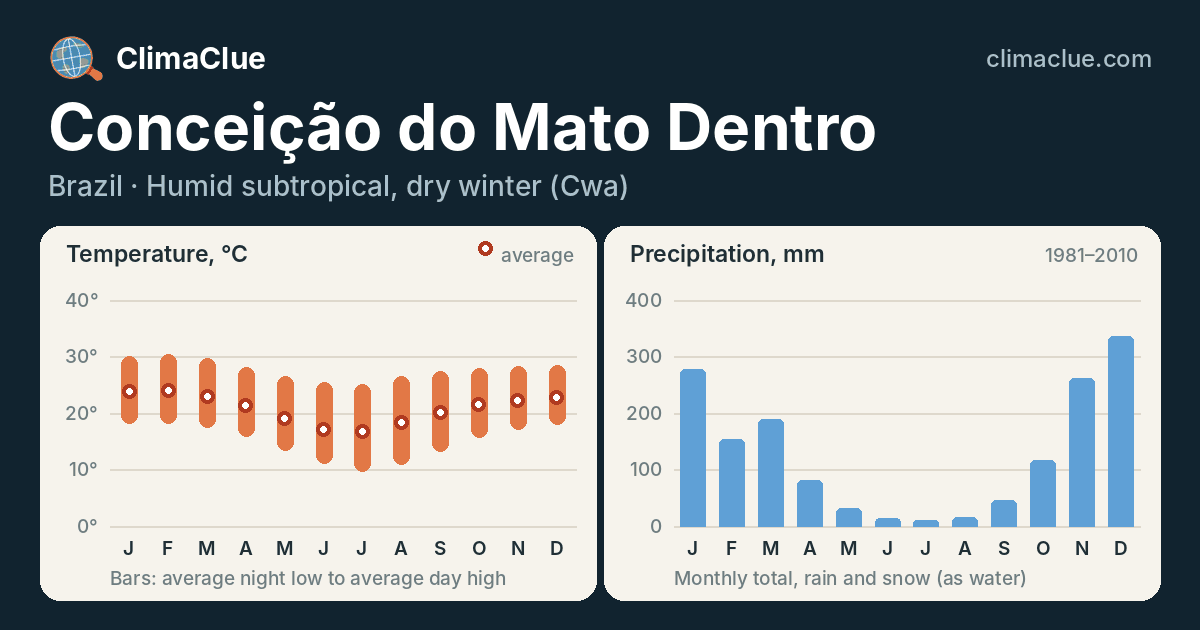 ClimaClue
climaclue.com
Conceição do Mato Dentro
Brazil · Humid subtropical, dry winter (Cwa)
Temperature, °C
average
40°
30°
20°
10°
0°
J F M A M J J A S O N D
Bars: average night low to average day high
Precipitation, mm
1981–2010
400
300
200
100
0
J F M A M J J A S O N D
Monthly total, rain and snow (as water)